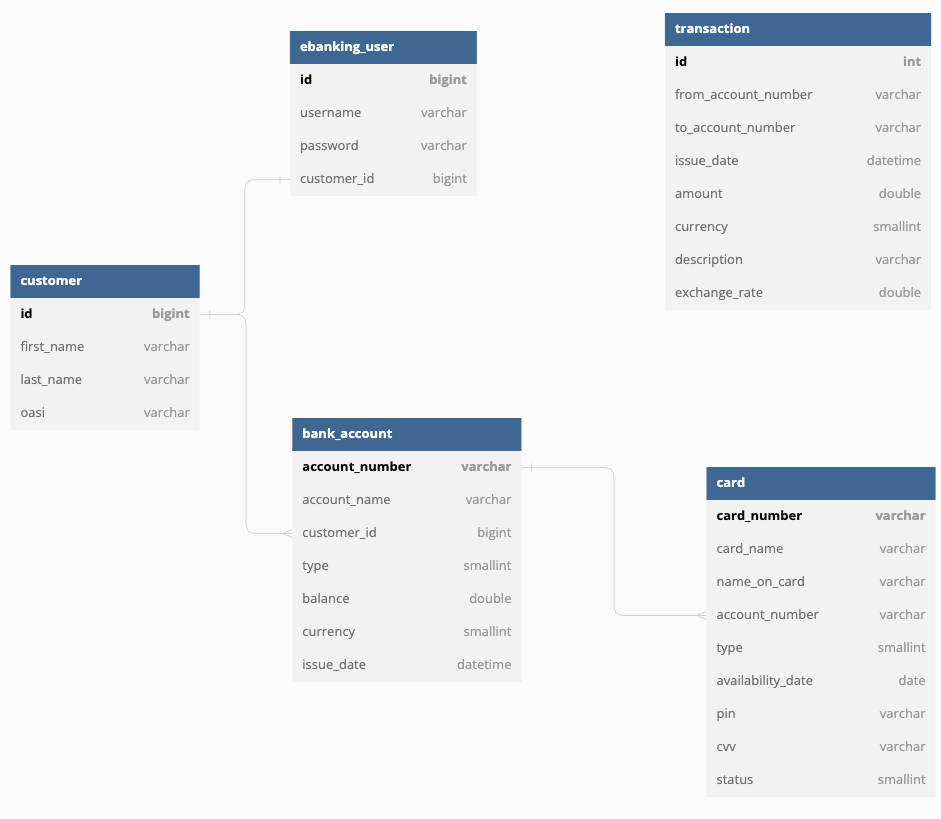 ebanking_user
id bigint
username varchar
password varchar
customer_id bigint
transaction
id int
from_account_number varchar
to_account_number varchar
issue_date datetime
amount double
currency smallint
description varchar
exchange_rate double
customer
id bigint
first_name varchar
last_name varchar
oasi varchar
bank_account
account_number varchar
account_name varchar
customer_id bigint
type smallint
balance double
currency smallint
issue_date datetime
card
card_number varchar
card_name varchar
name_on_card varchar
account_number varchar
type smallint
availability_date date
pin varchar
cvv varchar
status smallint